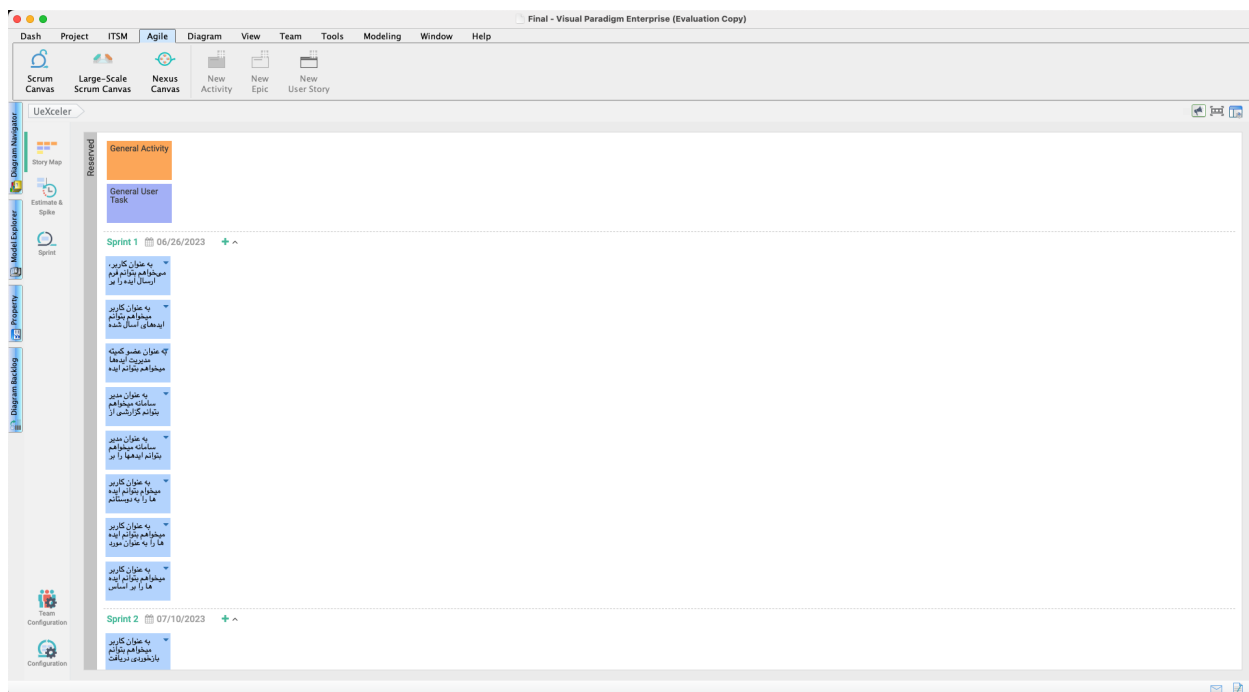 Final - Visual Paradigm Enterprise (Evaluation Copy)
Dash Project ITSM Agile Diagram View Team Tools Modeling Window Help
Scrum Canvas
Large-Scale Scrum Canvas
Nexus Canvas
New Activity
New Epic
New User Story
UeXceler
Diagram Navigator
Model Explorer
Property
Diagram Backlog
Story Map
Estimate & Spike
Sprint
Team Configuration
Configuration
Reserved
General Activity
General User
Task
Sprint 1 06/26/2023
به عنوان کاربر،
می‌خواهم بتوانم فرم
ارسال ایده را پر
به عنوان کاربر
میخواهم بتوانم
ایده‌های اسال شده
به عنوان عضو کمیته
مدیریت ایده‌ها
میخواهم بتوانم ایده
به عنوان مدیر
سامانه میخواهم
بتوانم گزارشی از
به عنوان مدیر
سامانه میخواهم
بتوانم ایده‎ها را بر
به عنوان کاربر
میخوام بتوانم ایده
ها را به دوستانم
به عنوان کاربر
میخواهم بتوانم ایده
ها را به عنوان مورد
به عنوان کاربر
میخواهم بتوانم ایده
ها را بر اساس
Sprint 2 07/10/2023
به عنوان کاربر
میخواهم بتوانم
بازخوردی دریافت